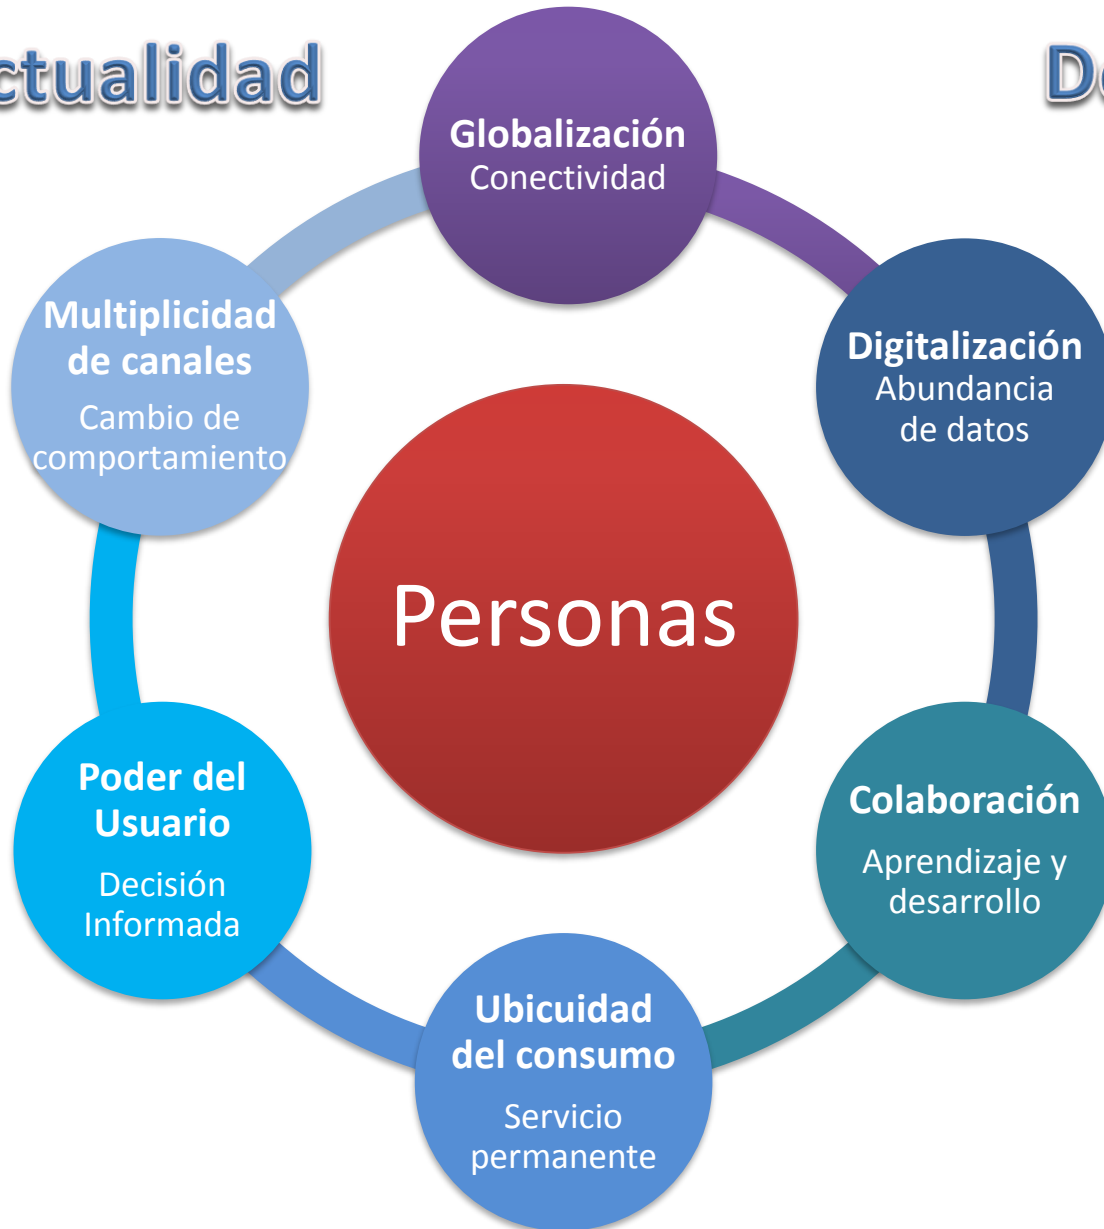 ctualidad
De
Globalización
Conectividad
Digitalización
Abundancia
de datos
Colaboración
Aprendizaje y
desarrollo
Ubicuidad
del consumo
Servicio
permanente
Poder del
Usuario
Decisión
Informada
Multiplicidad
de canales
Cambio de
comportamiento
Personas